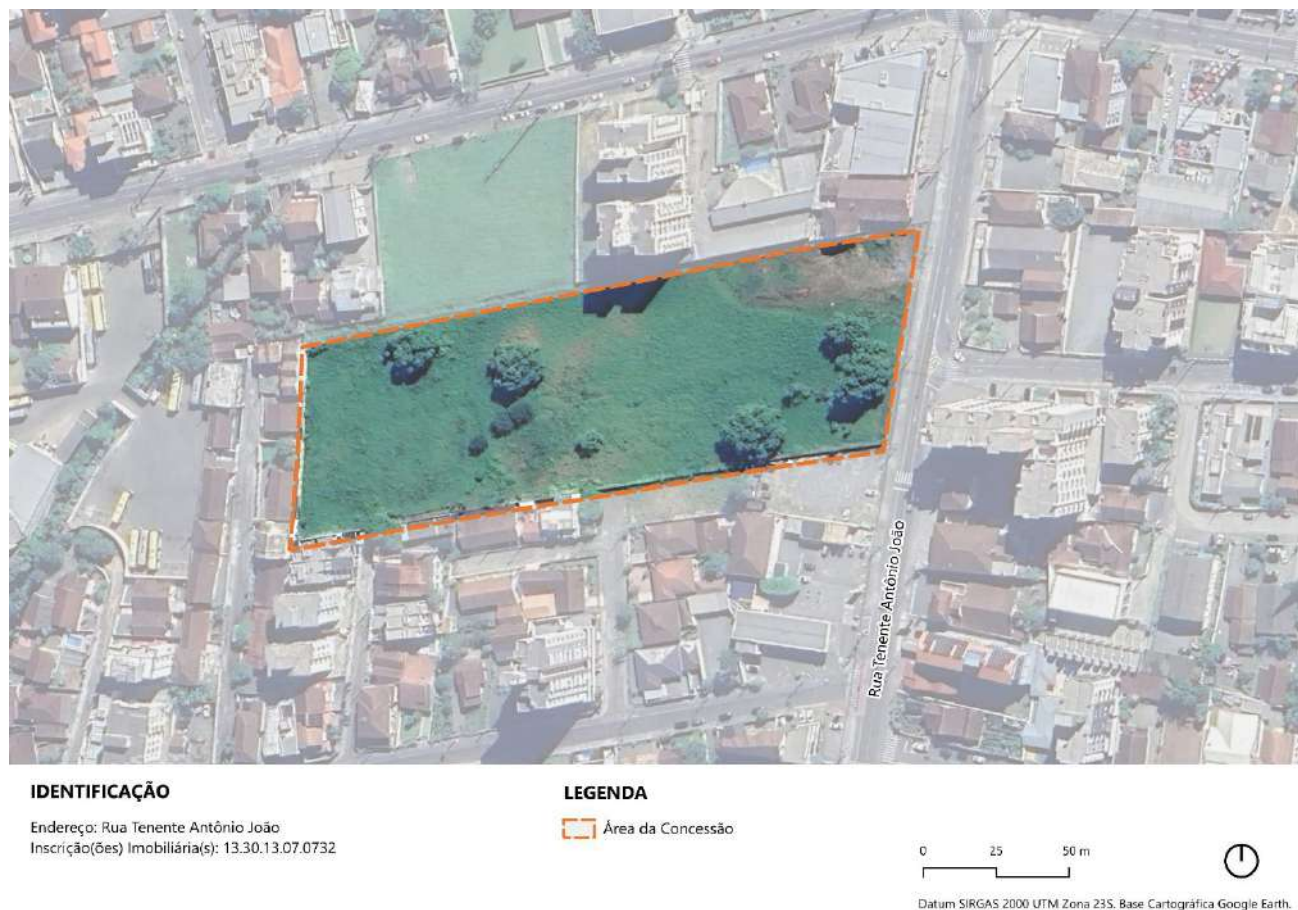 Rua Tenente Antônio João
IDENTIFICAÇÃO
Endereço: Rua Tenente Antônio João
Inscrição(ões) Imobiliária(s): 13.30.13.07.0732
LEGENDA
Área da Concessão
0 25 50 m
Datum SIRGAS 2000 UTM Zona 23S. Base Cartográfica Google Earth.